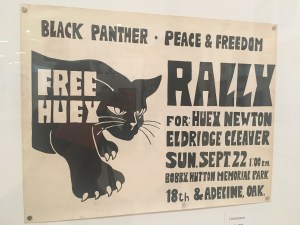 BLACK PANTHER • PEACE & FREEDOM
FREE
HUEY
RALLY
FOR: HUEY NEWTON
ELDRIDGE CLEAVER
SUN. SEPT. 22 1:00 P.M.
BOBBY HUTTON MEMORIAL PARK
18th & ADELINE, OAK.